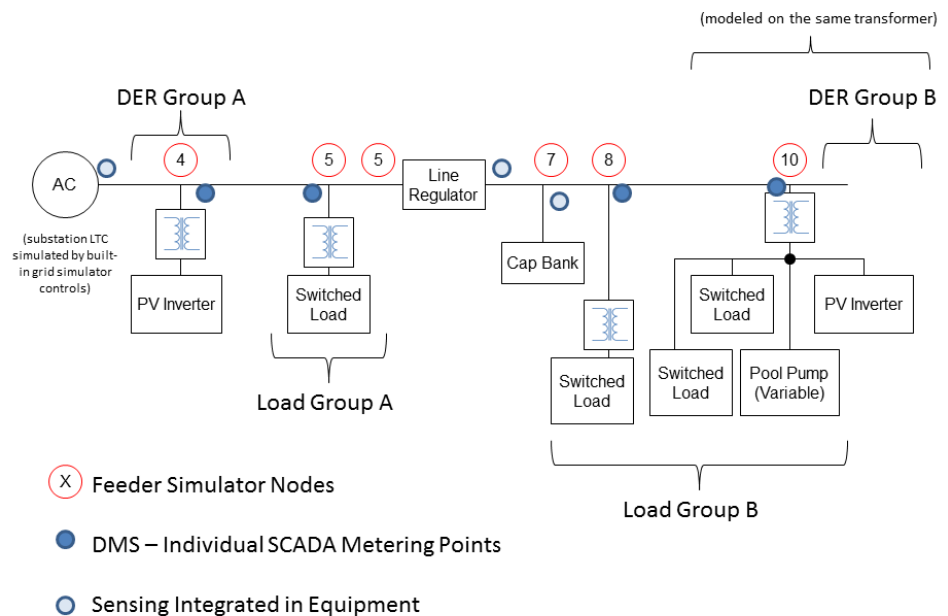 (modeled on the same transformer)
DER Group A
DER Group B
4
5
5
7
8
10
AC
Line
Regulator
(substation LTC
simulated by built-
in grid simulator
controls)
PV Inverter
Switched
Load
Cap Bank
Switched
Load
PV Inverter
Switched
Load
Switched
Load
Pool Pump
(Variable)
Load Group A
Load Group B
X
Feeder Simulator Nodes
DMS – Individual SCADA Metering Points
Sensing Integrated in Equipment